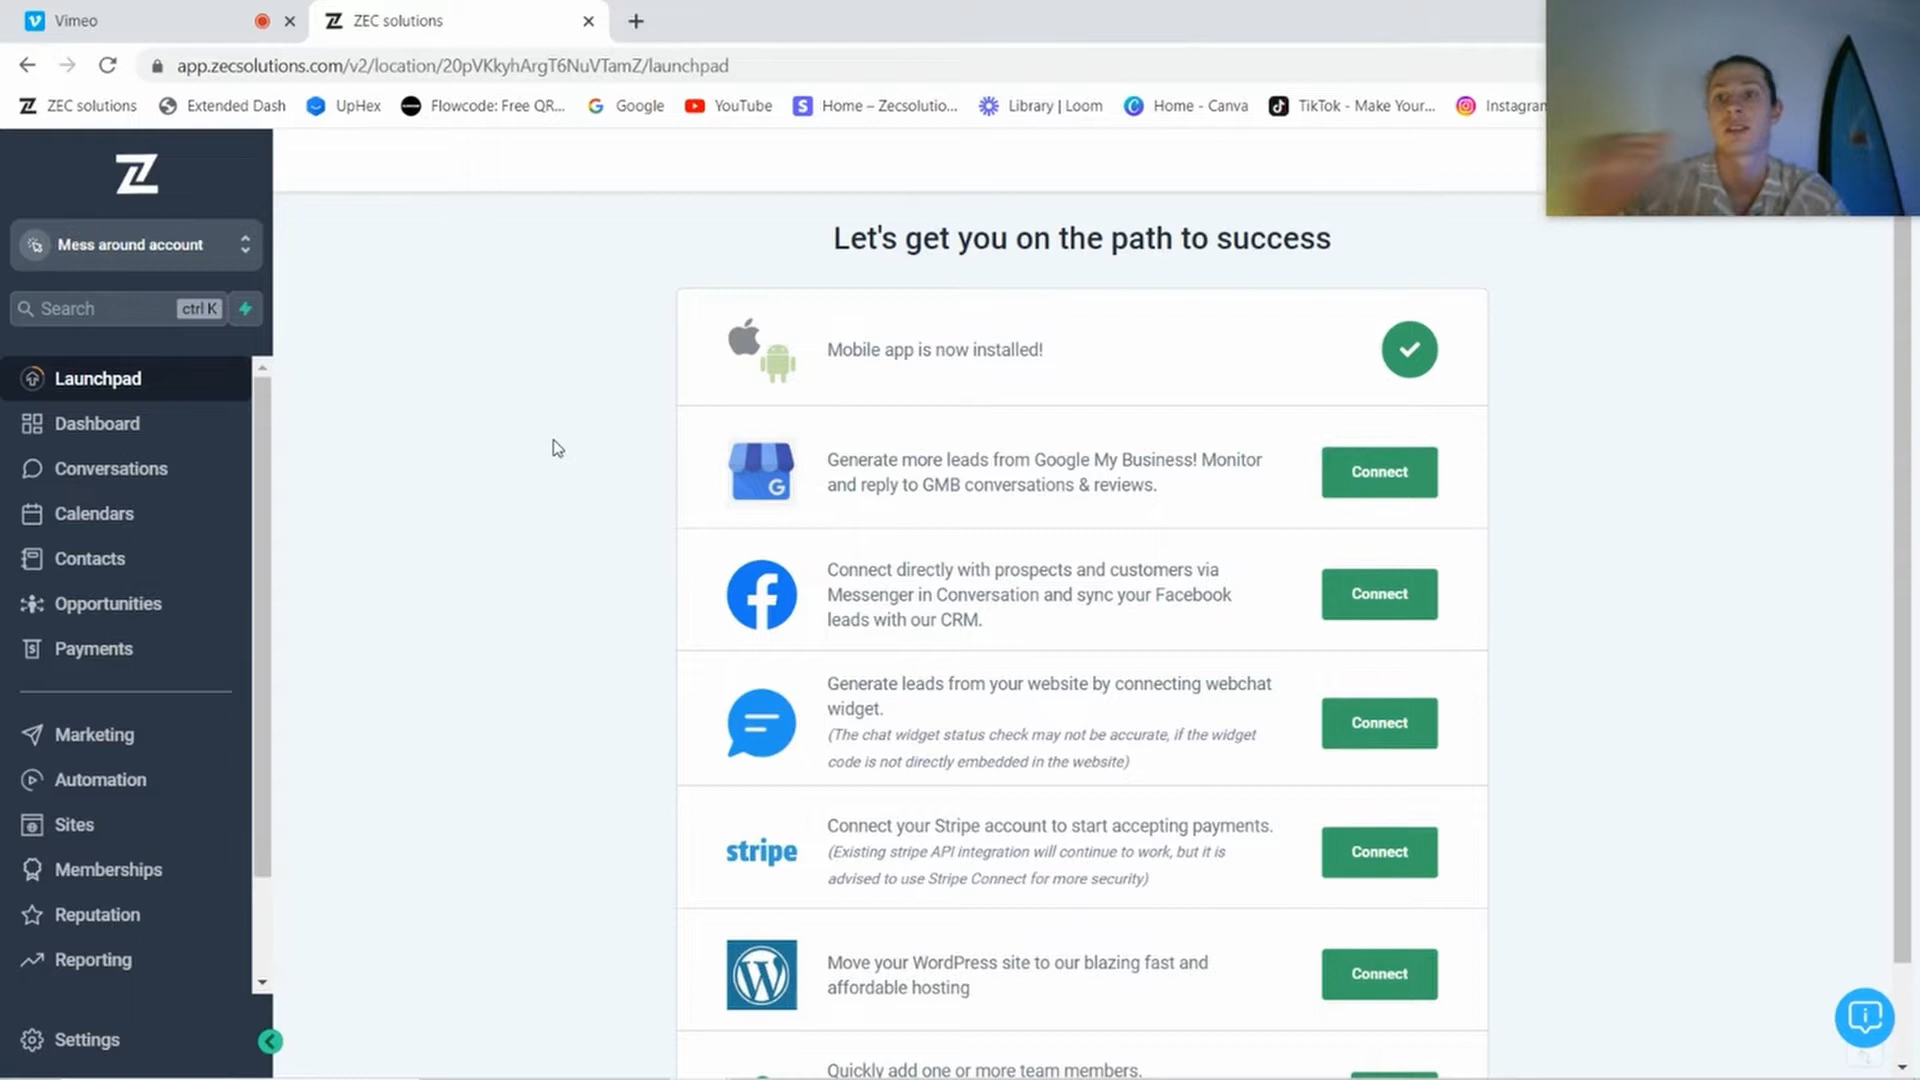 Vimeo
ZEC solutions
app.zecsolutions.com/v2/location/20pVKkyhArgT6NuVTamZ/launchpad
ZEC solutions
Extended Dash
UpHex
Flowcode: Free QR...
Google
YouTube
Home – Zecsolutio...
Library | Loom
Home - Canva
TikTok - Make Your...
Instagram
Mess around account
Search
ctrl K
Launchpad
Dashboard
Conversations
Calendars
Contacts
Opportunities
Payments
Marketing
Automation
Sites
Memberships
Reputation
Reporting
Settings
Let's get you on the path to success
Mobile app is now installed!
Generate more leads from Google My Business! Monitor
and reply to GMB conversations & reviews.
Connect
Connect directly with prospects and customers via
Messenger in Conversation and sync your Facebook
leads with our CRM.
Connect
Generate leads from your website by connecting webchat
widget.
(The chat widget status check may not be accurate, if the widget
code is not directly embedded in the website)
Connect
stripe
Connect your Stripe account to start accepting payments.
(Existing stripe API integration will continue to work, but it is
advised to use Stripe Connect for more security)
Connect
Move your WordPress site to our blazing fast and
affordable hosting
Connect
Quickly add one or more team members.